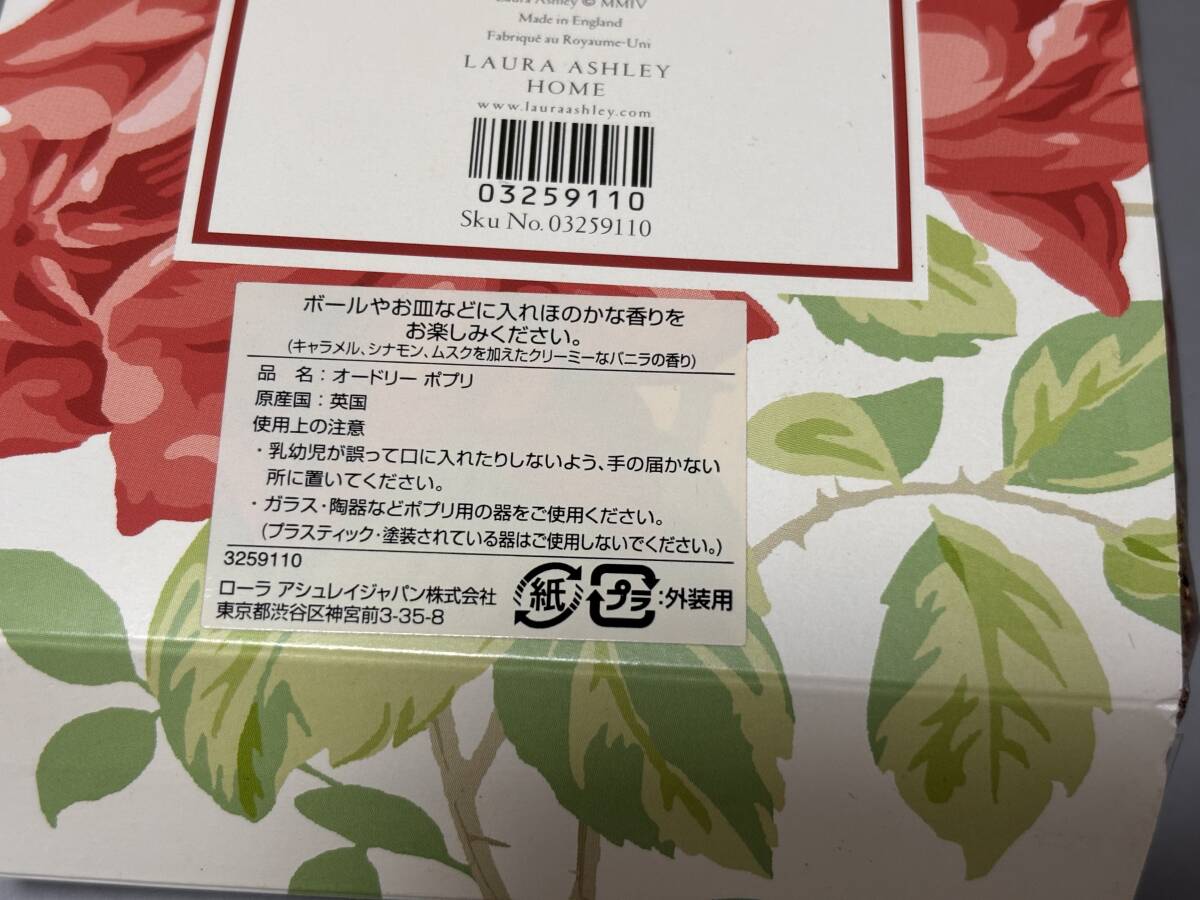 Laura Ashley © MMIV
Made in England
Fabriqué au Royaume-Uni
LAURA ASHLEY
HOME
www.lauraashley.com
03259110
Sku No. 03259110
ボールやお皿などに入れほのかな香りを
お楽しみください。
(キャラメル、シナモン、ムスクを加えたクリーミーなバニラの香り)
品 名：オードリー ポプリ
原産国：英国
使用上の注意
・乳幼児が誤って口に入れたりしないよう、手の届かない
所に置いてください。
・ガラス・陶器などポプリ用の器をご使用ください。
(プラスティック・塗装されている器はご使用しないでください。)
3259110
ローラ アシュレイジャパン株式会社
東京都渋谷区神宮前3-35-8
紙 プラ：外装用